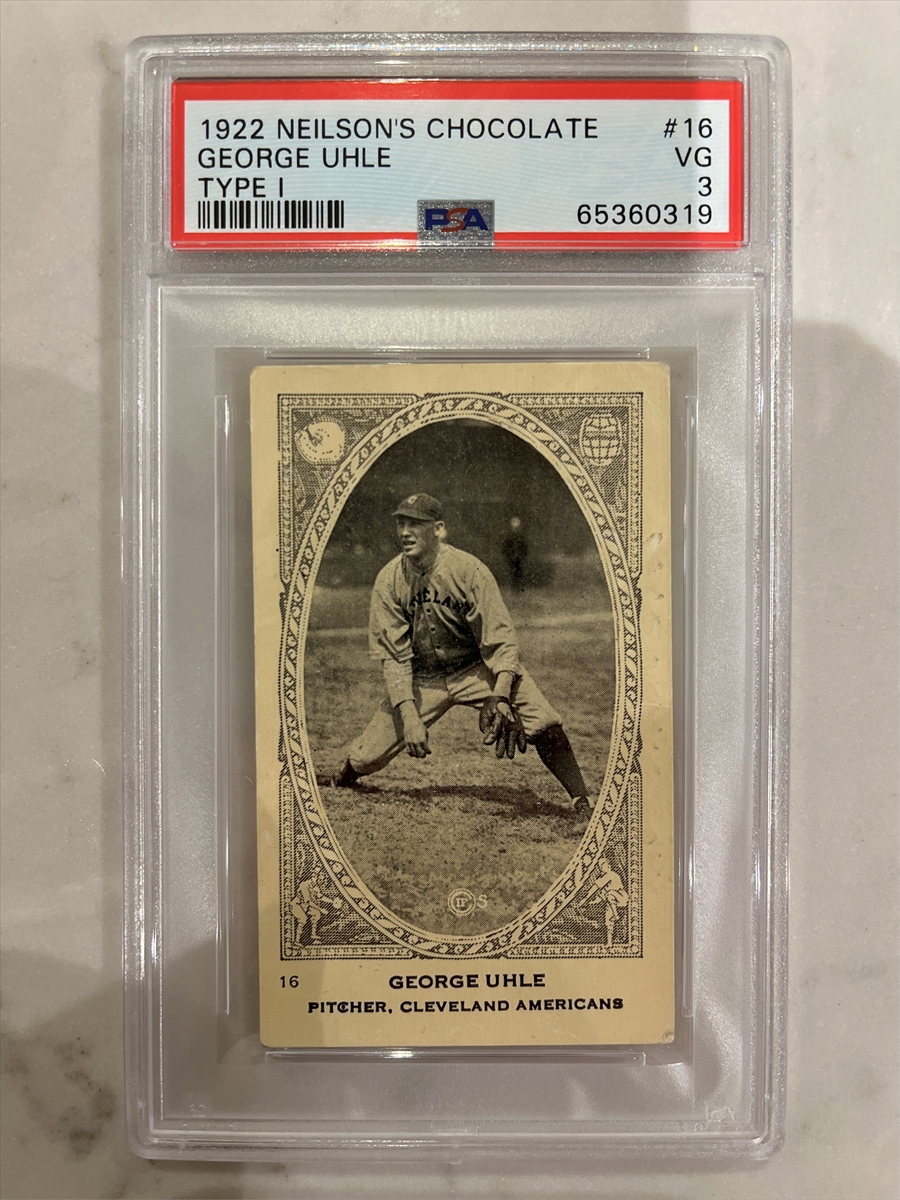 1922 NEILSON'S CHOCOLATE #16
GEORGE UHLE VG
TYPE I 3
PSA 65360319
16 GEORGE UHLE
PITCHER, CLEVELAND AMERICANS